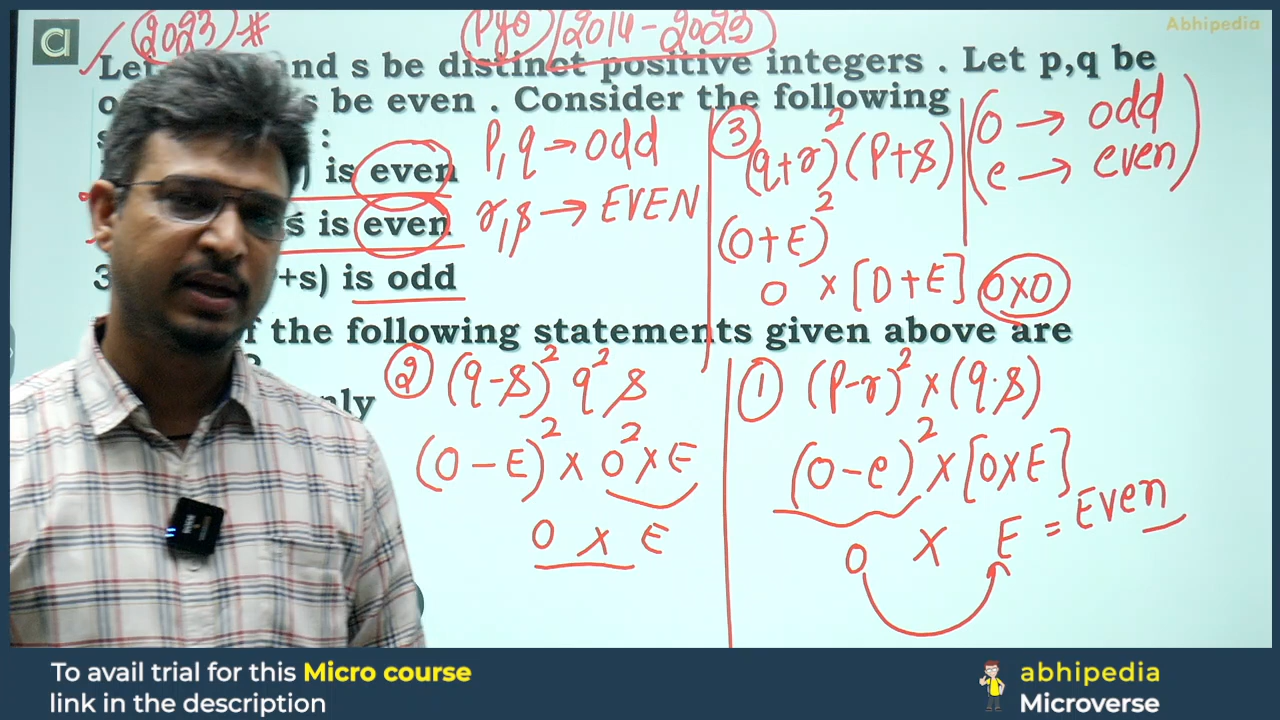 (2023)#
(PYQ) (2014-2023)
Abhipedia
a
Let and s be distinct positive integers . Let p,q be
s be even . Consider the following
:
) is even
s is even
3 +s) is odd
f the following statements given above are
?
nly
p,q → odd
r,s → EVEN
③
(q+r)² (P+s)
(O+E)²
O × [O+E] O×O
(O → odd
e → even)
② (q-s)² q² s
(O-E)² × O² × E
O × E
① (p-r)² × (q.s)
(O-e)² × [O×E]
O × E = Even
To avail trial for this Micro course
link in the description
abhipedia
Microverse